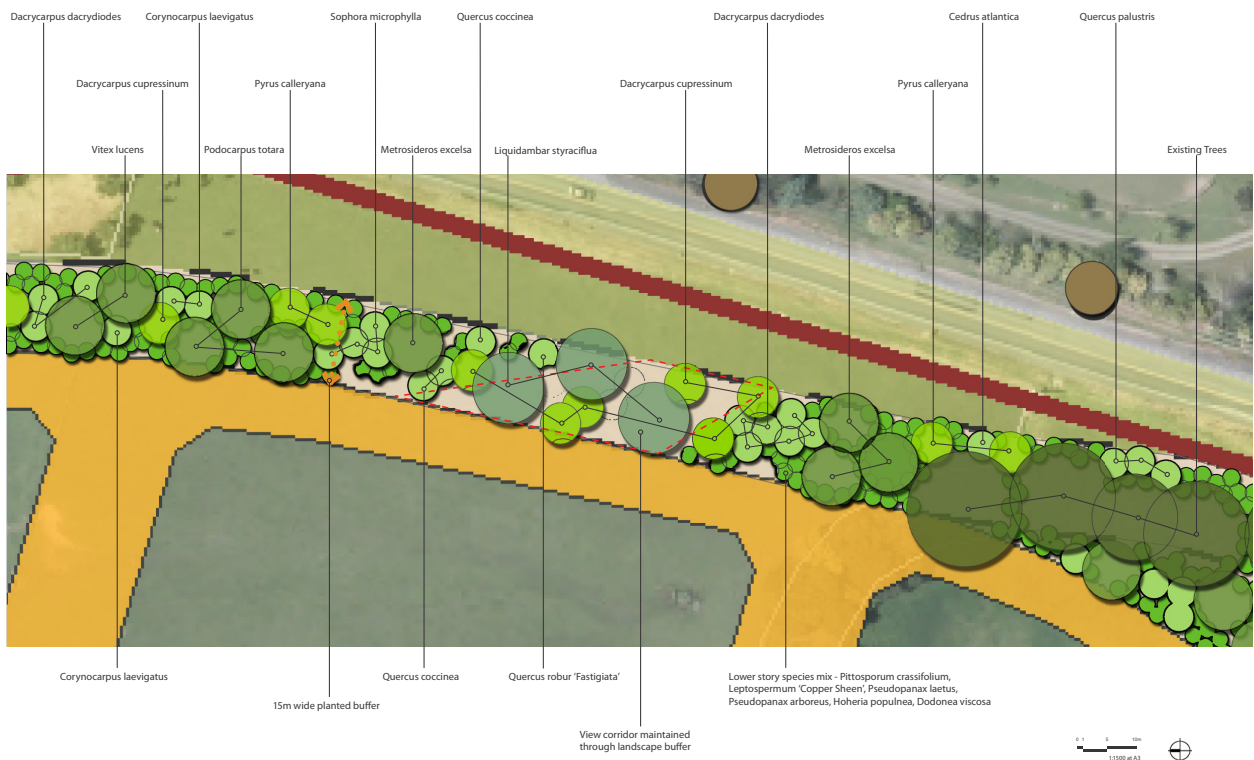 Dacrycarpus dacrydiodes
Corynocarpus laevigatus
Sophora microphylla
Quercus coccinea
Dacrycarpus dacrydiodes
Cedrus atlantica
Quercus palustris
Dacrycarpus cupressinum
Pyrus calleryana
Dacrycarpus cupressinum
Pyrus calleryana
Vitex lucens
Podocarpus totara
Metrosideros excelsa
Liquidambar styraciflua
Metrosideros excelsa
Existing Trees
Corynocarpus laevigatus
Quercus coccinea
Quercus robur ‘Fastigiata’
Lower story species mix - Pittosporum crassifolium,
Leptospermum ‘Copper Sheen’, Pseudopanax laetus,
Pseudopanax arboreus, Hoheria populnea, Dodonea viscosa
15m wide planted buffer
View corridor maintained
through landscape buffer
0 1 5 10m
1:1500 at A3